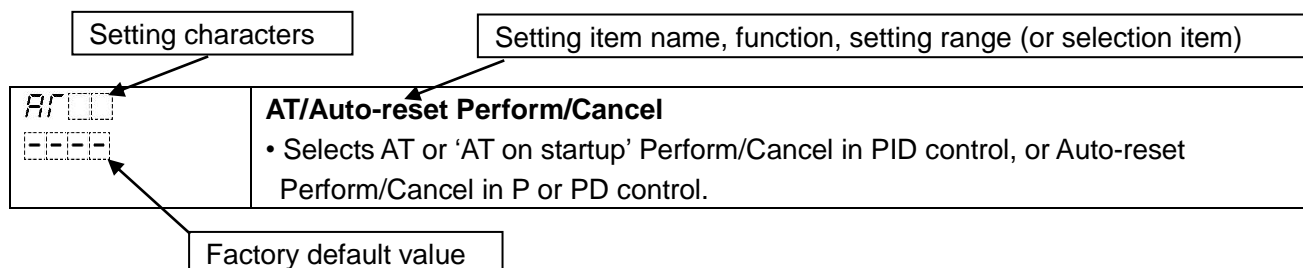 Setting characters
Setting item name, function, setting range (or selection item)
AT
AT/Auto-reset Perform/Cancel
----
• Selects AT or ‘AT on startup’ Perform/Cancel in PID control, or Auto-reset
Perform/Cancel in P or PD control.
Factory default value